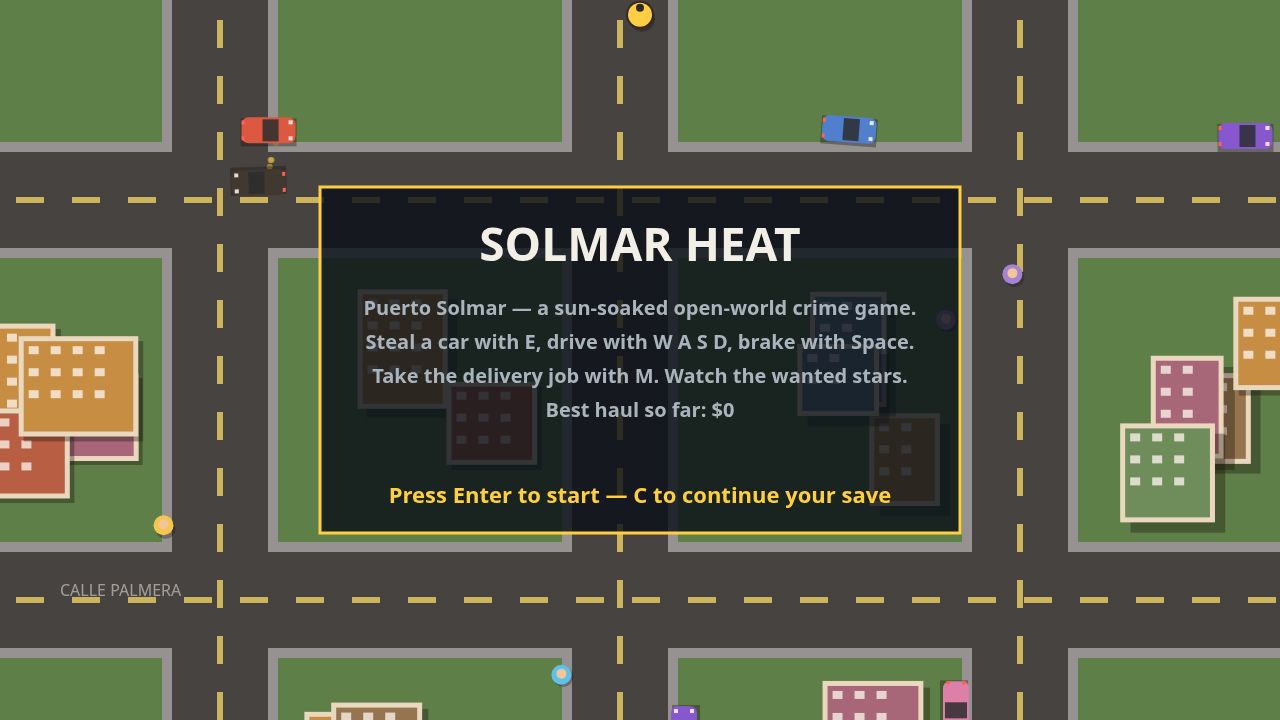 SOLMAR HEAT
Puerto Solmar — a sun-soaked open-world crime game.
Steal a car with E, drive with W A S D, brake with Space.
Take the delivery job with M. Watch the wanted stars.
Best haul so far: $0
Press Enter to start — C to continue your save
CALLE PALMERA